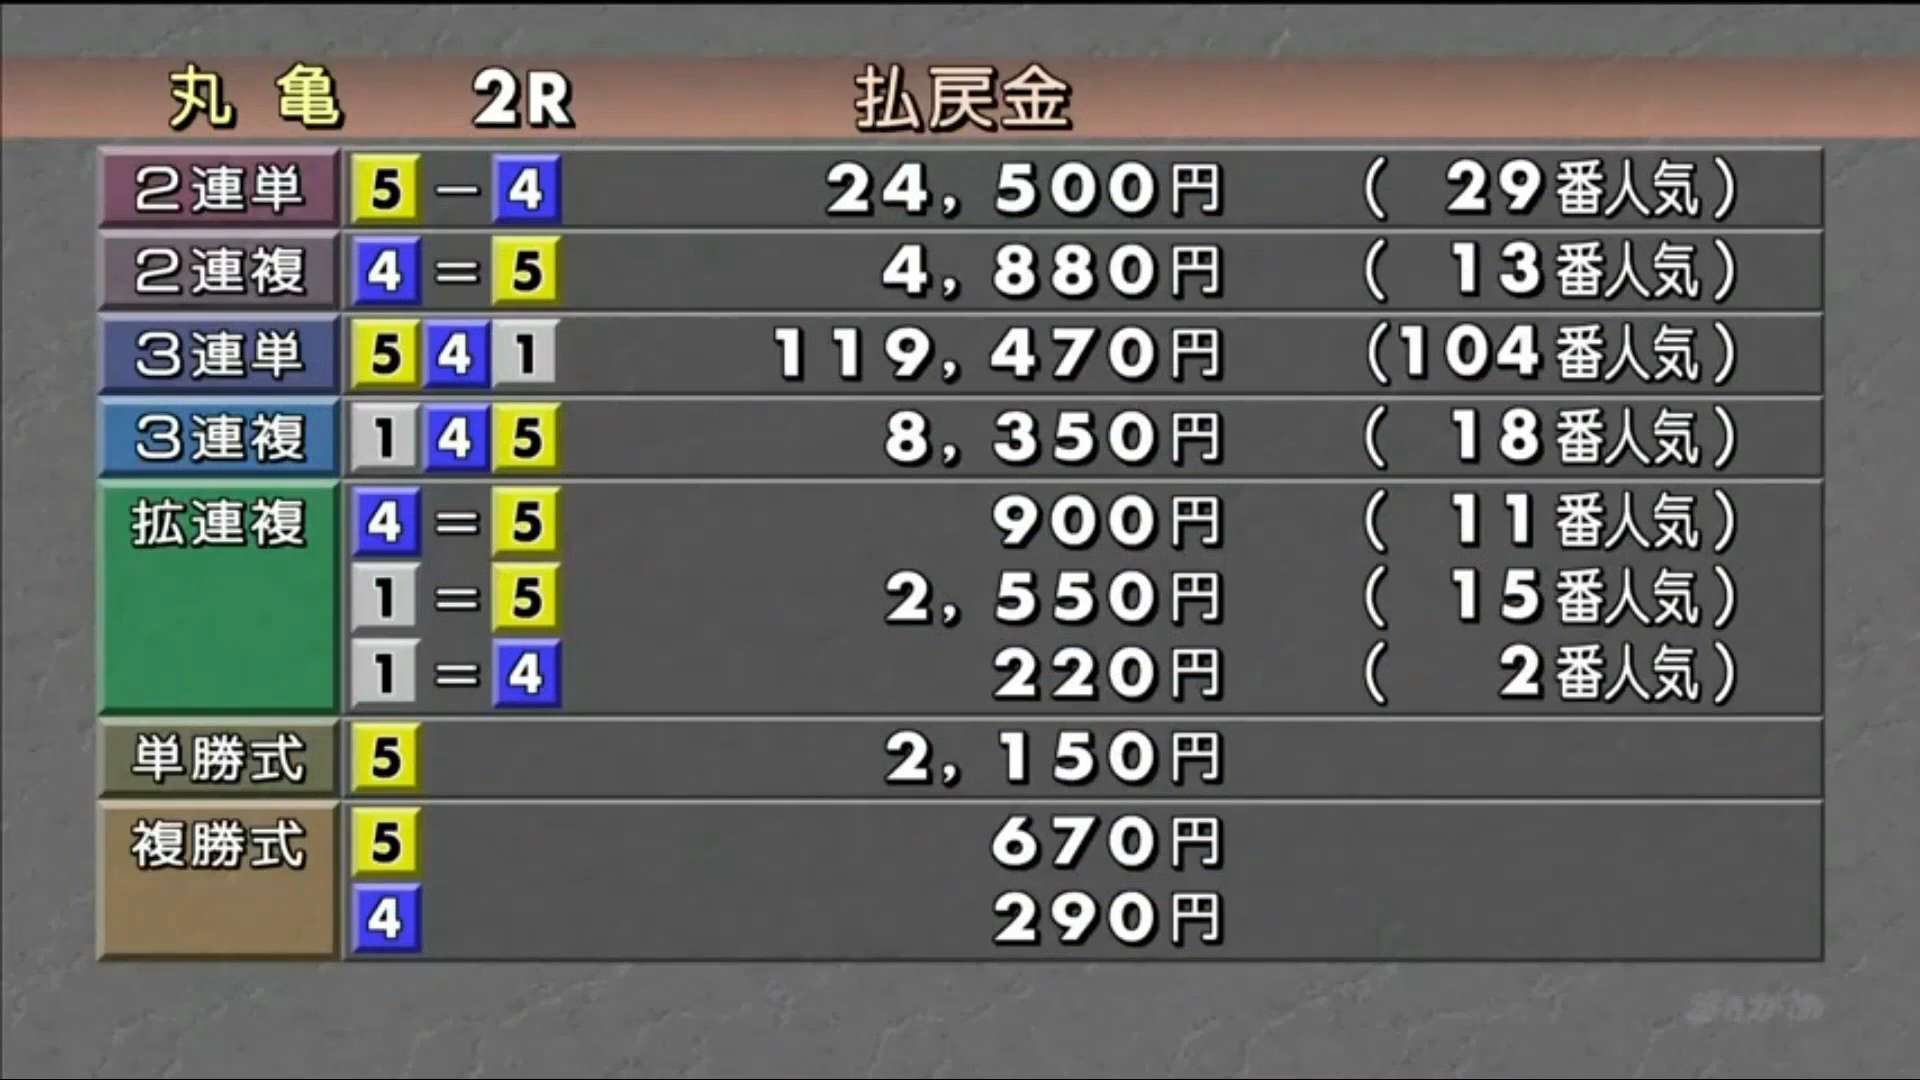 丸亀 2R 払戻金
2連単 5-4 24,500円 (29番人気)
2連複 4=5 4,880円 (13番人気)
3連単 5 4 1 119,470円 (104番人気)
3連複 1 4 5 8,350円 (18番人気)
拡連複 4=5 900円 (11番人気)
1=5 2,550円 (15番人気)
1=4 220円 (2番人気)
単勝式 5 2,150円
複勝式 5 670円
4 290円